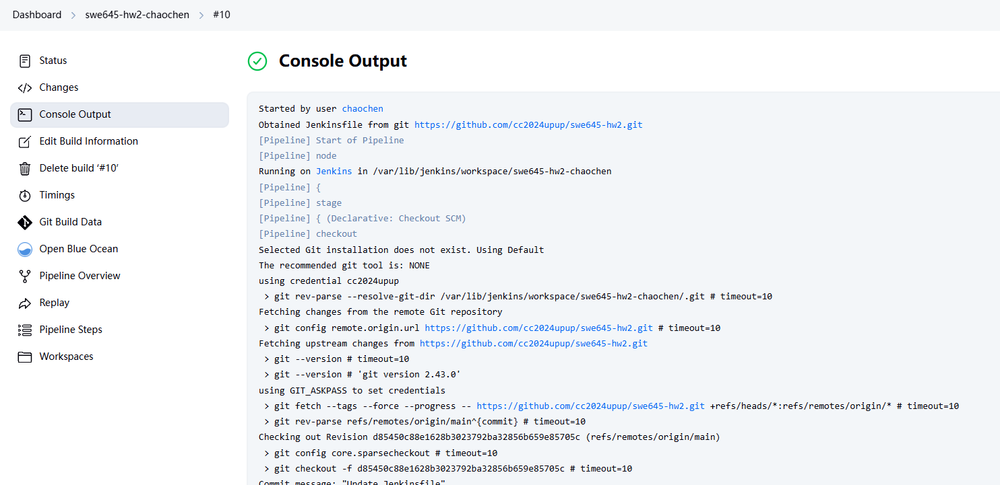 Dashboard > swe645-hw2-chaochen > #10
Status
Changes
Console Output
Edit Build Information
Delete build ‘#10’
Timings
Git Build Data
Open Blue Ocean
Pipeline Overview
Replay
Pipeline Steps
Workspaces
Console Output
Started by user chaochen
Obtained Jenkinsfile from git https://github.com/cc2024upup/swe645-hw2.git
[Pipeline] Start of Pipeline
[Pipeline] node
Running on Jenkins in /var/lib/jenkins/workspace/swe645-hw2-chaochen
[Pipeline] {
[Pipeline] stage
[Pipeline] { (Declarative: Checkout SCM)
[Pipeline] checkout
Selected Git installation does not exist. Using Default
The recommended git tool is: NONE
using credential cc2024upup
> git rev-parse --resolve-git-dir /var/lib/jenkins/workspace/swe645-hw2-chaochen/.git # timeout=10
Fetching changes from the remote Git repository
> git config remote.origin.url https://github.com/cc2024upup/swe645-hw2.git # timeout=10
Fetching upstream changes from https://github.com/cc2024upup/swe645-hw2.git
> git --version # timeout=10
> git --version # 'git version 2.43.0'
using GIT_ASKPASS to set credentials
> git fetch --tags --force --progress -- https://github.com/cc2024upup/swe645-hw2.git +refs/heads/*:refs/remotes/origin/* # timeout=10
> git rev-parse refs/remotes/origin/main^{commit} # timeout=10
Checking out Revision d85450c88e1628b3023792ba32856b659e85705c (refs/remotes/origin/main)
> git config core.sparsecheckout # timeout=10
> git checkout -f d85450c88e1628b3023792ba32856b659e85705c # timeout=10
Commit message: "Update Jenkinsfile"